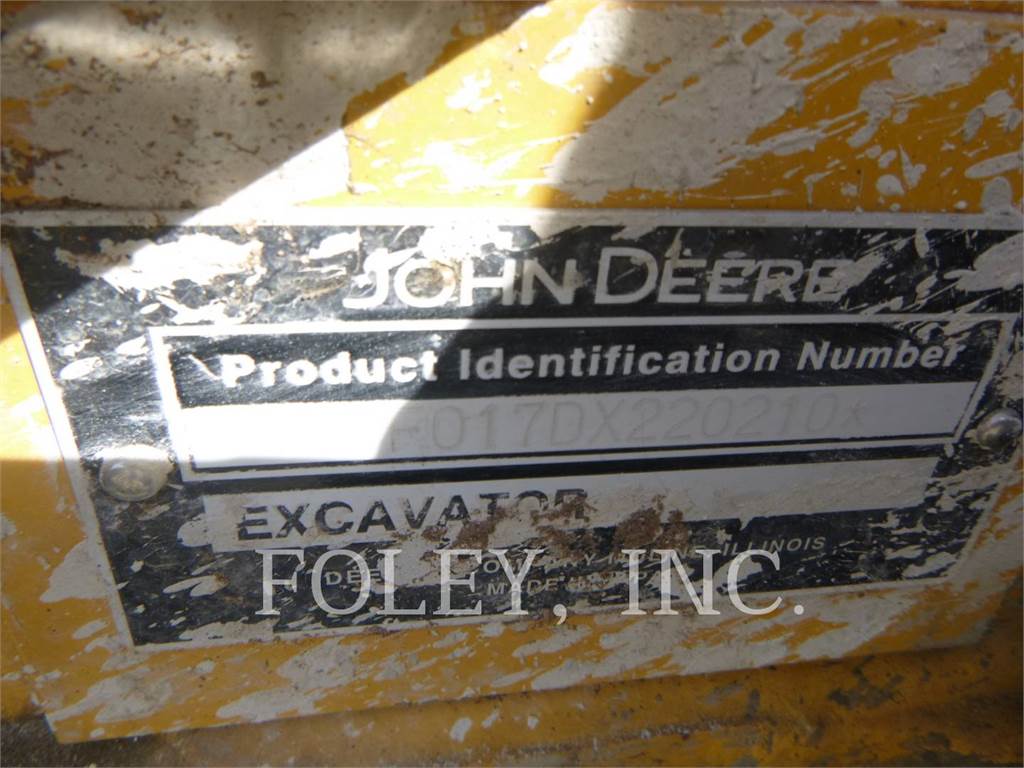 JOHN DEERE
Product Identification Number
F017DX220210*
EXCAVATOR
ILLINOIS
FOLEY, INC.